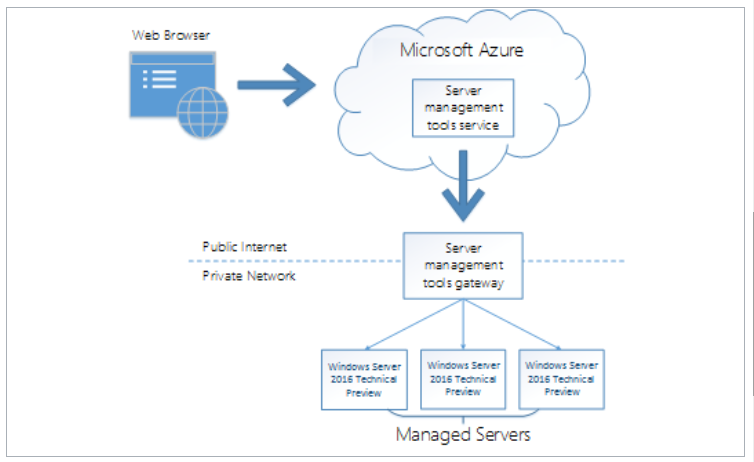 Web Browser
Microsoft Azure
Server
management
tools service
Public Internet
Private Network
Server
management
tools gateway
Windows Server
2016 Technical
Preview
Windows Server
2016 Technical
Preview
Windows Server
2016 Technical
Preview
Managed Servers